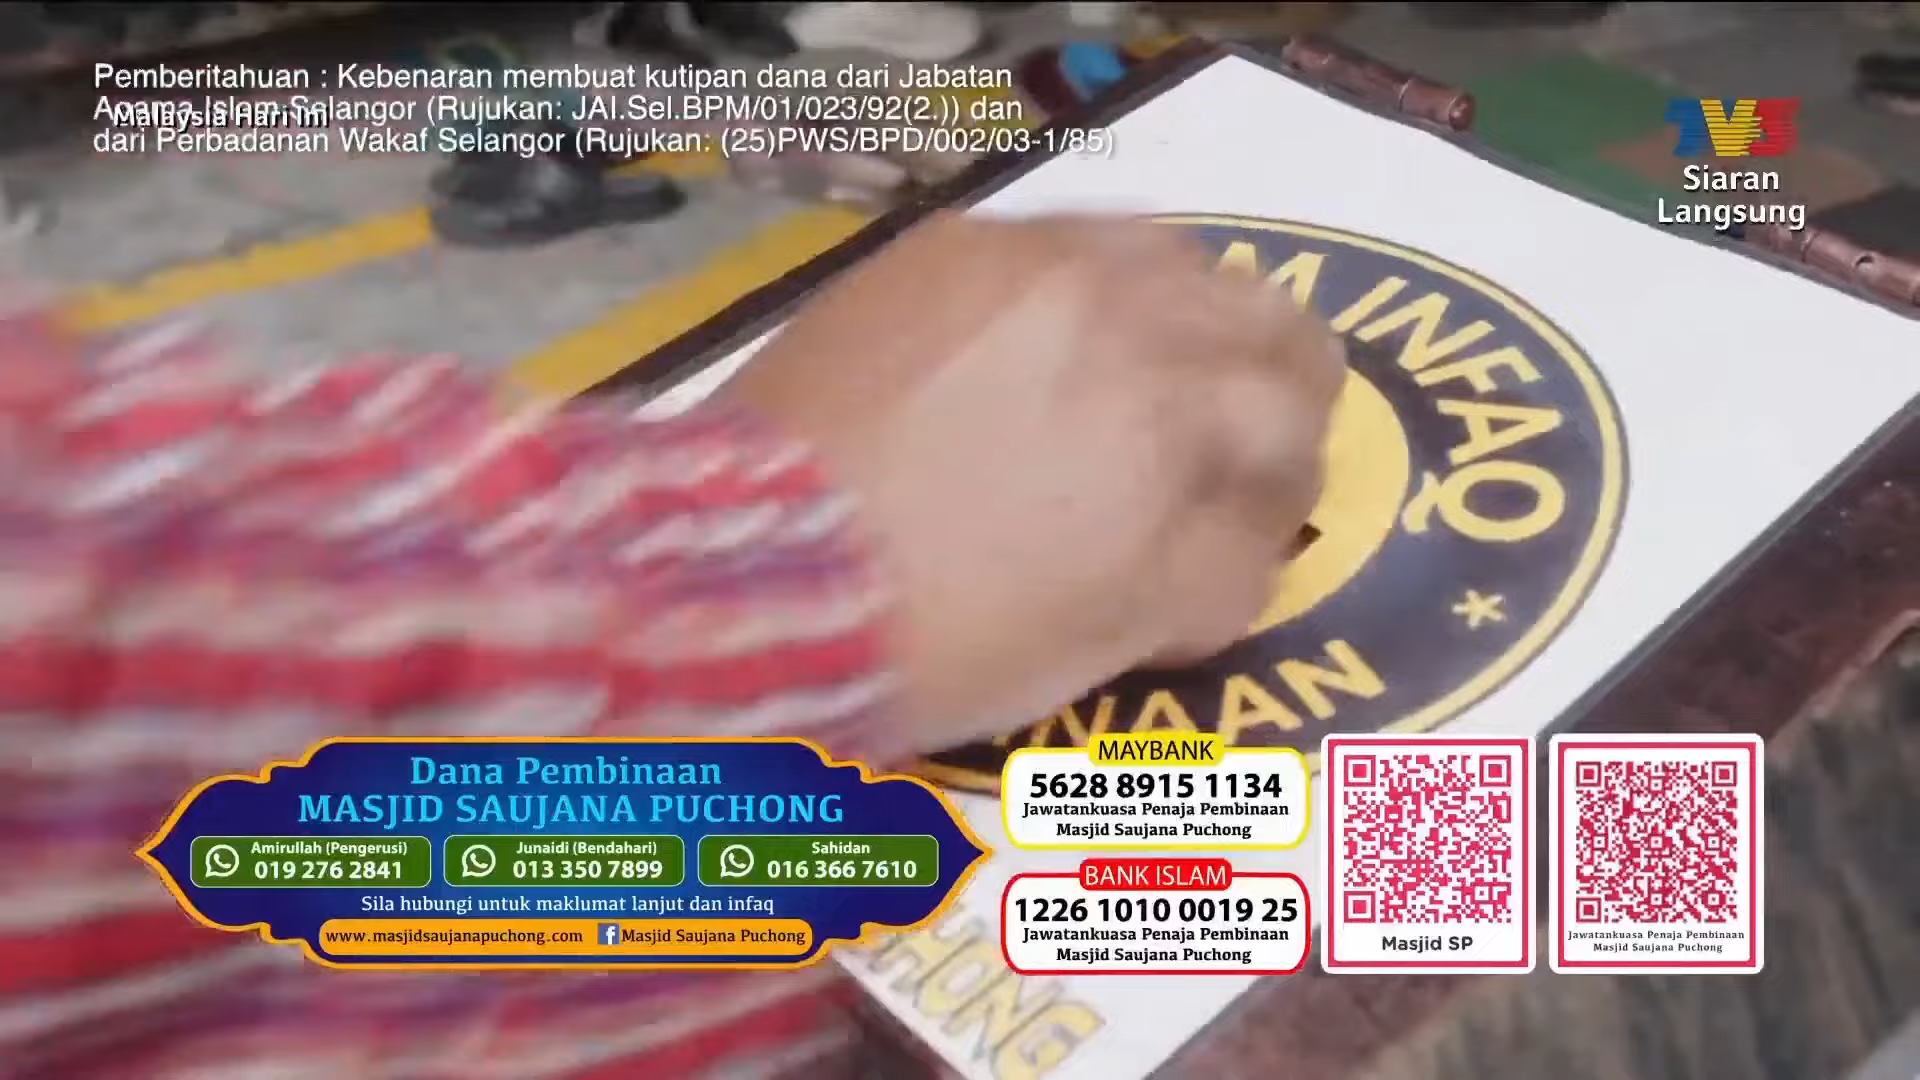 Pemberitahuan : Kebenaran membuat kutipan dana dari Jabatan
Agama Islam Selangor (Rujukan: JAI.Sel.BPM/01/023/92(2.)) dan
Malaysia Hari Ini
dari Perbadanan Wakaf Selangor (Rujukan: (25)PWS/BPD/002/03-1/85)
TV3
Siaran
Langsung
M INFAQ
*
NAAN
HONG
Dana Pembinaan
MASJID SAUJANA PUCHONG
Amirullah (Pengerusi)
019 276 2841
Junaidi (Bendahari)
013 350 7899
Sahidan
016 366 7610
Sila hubungi untuk maklumat lanjut dan infaq
www.masjidsaujanapuchong.com
f Masjid Saujana Puchong
MAYBANK
5628 8915 1134
Jawatankuasa Penaja Pembinaan
Masjid Saujana Puchong
BANK ISLAM
1226 1010 0019 25
Jawatankuasa Penaja Pembinaan
Masjid Saujana Puchong
Masjid SP
Jawatankuasa Penaja Pembinaan
Masjid Saujana Puchong